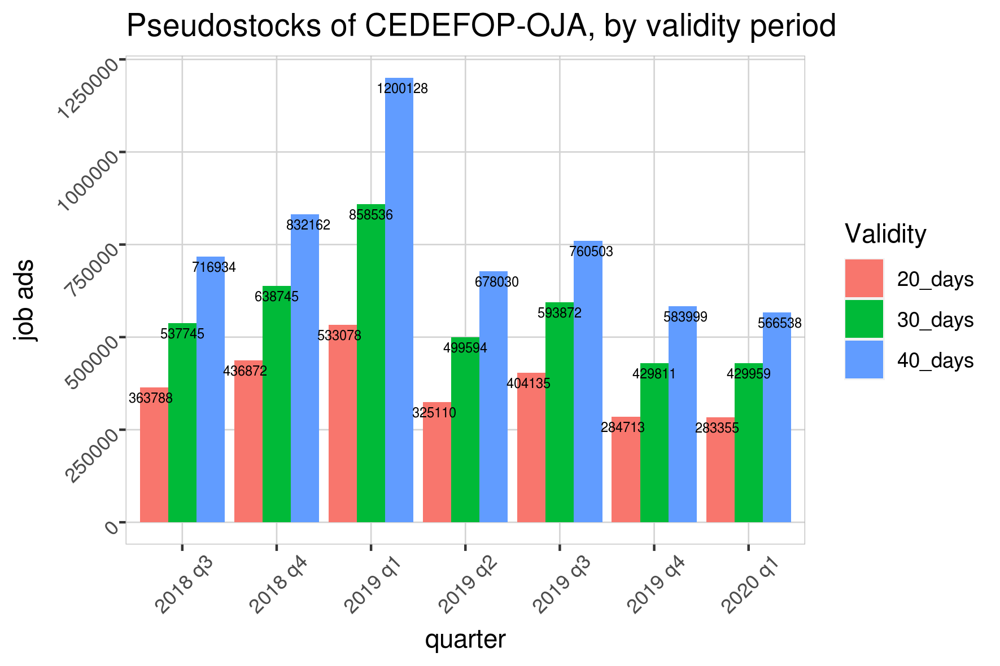 Pseudostocks of CEDEFOP-OJA, by validity period
job ads
1250000
1000000
750000
500000
250000
0
363788
537745
716934
436872
638745
832162
533078
858536
1200128
325110
499594
678030
404135
593872
760503
284713
429811
583999
283355
429959
566538
2018 q3
2018 q4
2019 q1
2019 q2
2019 q3
2019 q4
2020 q1
quarter
Validity
20_days
30_days
40_days